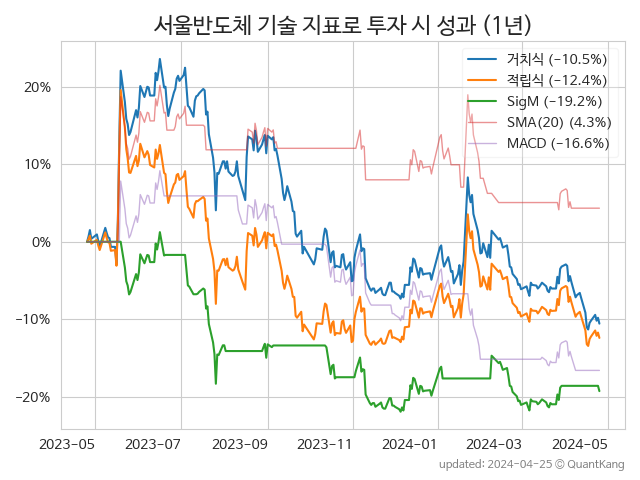 서울반도체 기술 지표로 투자 시 성과 (1년)
거치식 (−10.5%)
적립식 (−12.4%)
SigM (−19.2%)
SMA(20) (4.3%)
MACD (−16.6%)
20%
10%
0%
−10%
−20%
2023-05 2023-07 2023-09 2023-11 2024-01 2024-03 2024-05
updated: 2024-04-25 © QuantKang